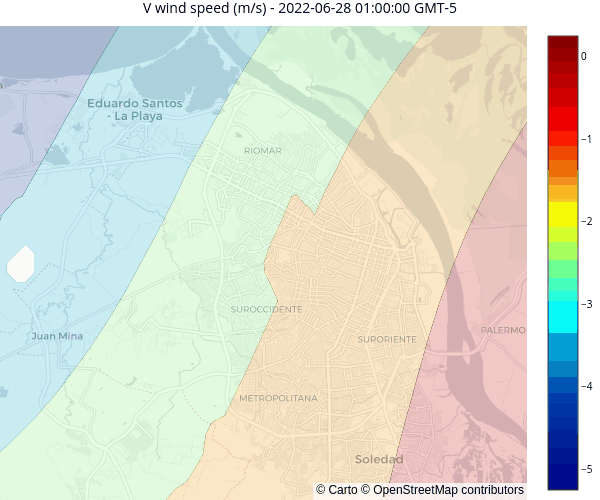 V wind speed (m/s) - 2022-06-28 01:00:00 GMT-5
0
Eduardo Santos
- La Playa
RIOMAR
−1
−2
−3
SUROCCIDENTE
PALERMO
Juan Mina
SURORIENTE
−4
METROPOLITANA
Soledad
−5
© Carto © OpenStreetMap contributors